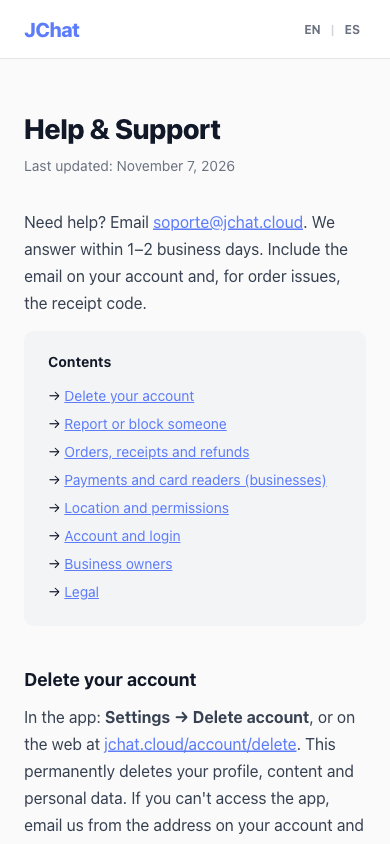 JChat
EN | ES
Help & Support
Last updated: November 7, 2026
Need help? Email soporte@jchat.cloud. We
answer within 1–2 business days. Include the
email on your account and, for order issues,
the receipt code.
Contents
→ Delete your account
→ Report or block someone
→ Orders, receipts and refunds
→ Payments and card readers (businesses)
→ Location and permissions
→ Account and login
→ Business owners
→ Legal
Delete your account
In the app: Settings → Delete account, or on
the web at jchat.cloud/account/delete. This
permanently deletes your profile, content and
personal data. If you can't access the app,
email us from the address on your account and